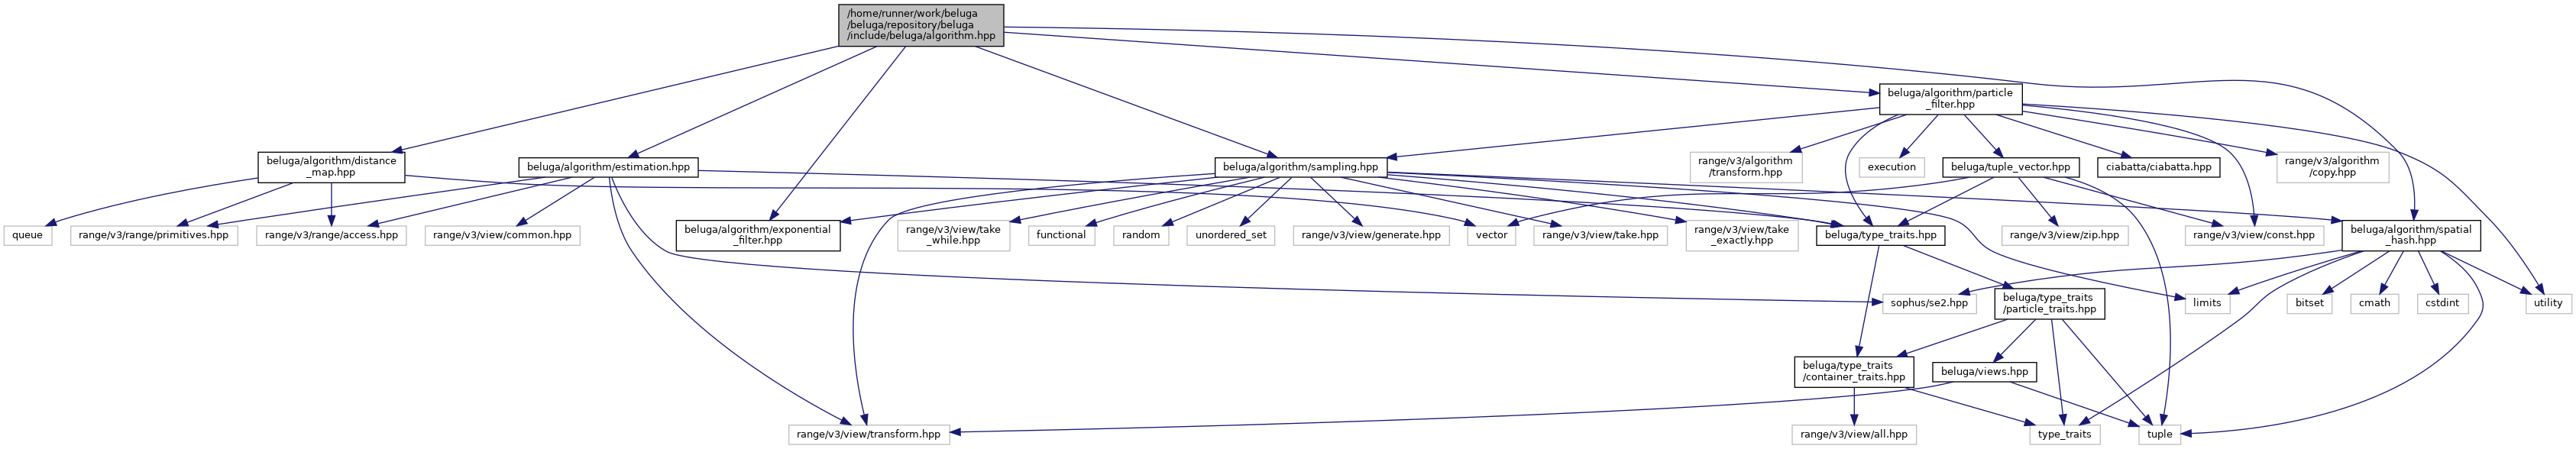 /home/runner/work/beluga
/beluga/repository/beluga
/include/beluga/algorithm.hpp
beluga/algorithm/particle
_filter.hpp
beluga/algorithm/distance
_map.hpp
beluga/algorithm/estimation.hpp
beluga/algorithm/sampling.hpp
range/v3/algorithm
/transform.hpp
execution
beluga/tuple_vector.hpp
ciabatta/ciabatta.hpp
range/v3/algorithm
/copy.hpp
queue
range/v3/range/primitives.hpp
range/v3/range/access.hpp
range/v3/view/common.hpp
beluga/algorithm/exponential
_filter.hpp
range/v3/view/take
_while.hpp
functional
random
unordered_set
range/v3/view/generate.hpp
vector
range/v3/view/take.hpp
range/v3/view/take
_exactly.hpp
beluga/type_traits.hpp
range/v3/view/zip.hpp
range/v3/view/const.hpp
beluga/algorithm/spatial
_hash.hpp
sophus/se2.hpp
beluga/type_traits
/particle_traits.hpp
limits
bitset
cmath
cstdint
utility
beluga/type_traits
/container_traits.hpp
beluga/views.hpp
range/v3/view/transform.hpp
range/v3/view/all.hpp
type_traits
tuple